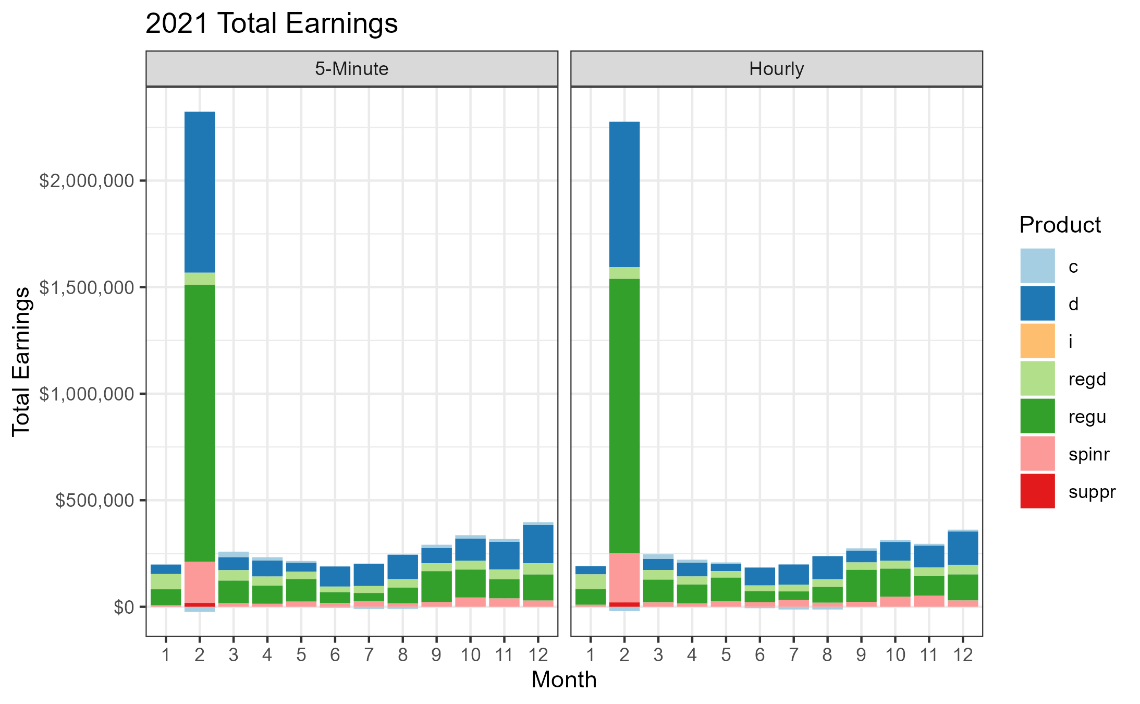 2021 Total Earnings
5-Minute Hourly
Total Earnings
$2,000,000
$1,500,000
$1,000,000
$500,000
$0
1 2 3 4 5 6 7 8 9 10 11 12 1 2 3 4 5 6 7 8 9 10 11 12
Month
Product
c
d
i
regd
regu
spinr
suppr